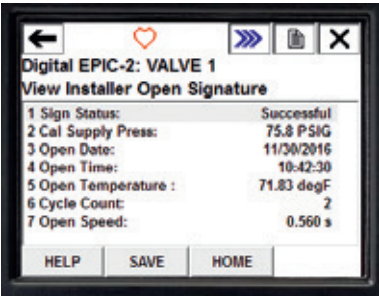 Digital EPIC-2: VALVE 1
View Installer Open Signature
1 Sign Status: Successful
2 Cal Supply Press: 75.8 PSIG
3 Open Date: 11/30/2016
4 Open Time: 10:42:30
5 Open Temperature : 71.83 degF
6 Cycle Count: 2
7 Open Speed: 0.560 s
HELP SAVE HOME